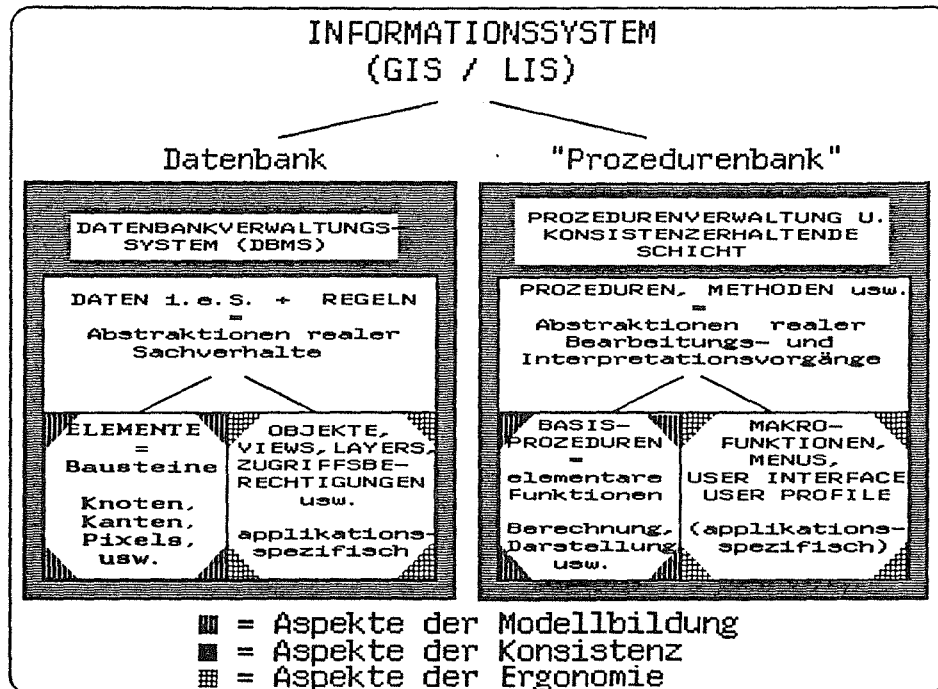 INFORMATIONSSYSTEM
(GIS / LIS)
Datenbank
DATENBANKVERWALTUNGS-
SYSTEM (DBMS)
DATEN i.e.S. + REGELN
=
Abstraktionen realer
Sachverhalte
ELEMENTE
=
Bausteine
Knoten,
Kanten,
Pixels,
usw.
OBJEKTE,
VIEWS, LAYERS,
ZUGRIFFSBE-
RECHTIGUNGEN
usw.
applikations-
spezifisch
"Prozedurenbank"
PROZEDURENVERWALTUNG U.
KONSISTENZERHALTENDE
SCHICHT
PROZEDUREN, METHODEN usw.
=
Abstraktionen realer
Bearbeitungs- und
Interpretationsvorgänge
BASIS-
PROZEDUREN
=
elementare
Funktionen
Berechnung,
Darstellung
usw.
MAKRO-
FUNKTIONEN,
MENUS,
USER INTERFACE
USER PROFILE
(applikations-
spezifisch)
= Aspekte der Modellbildung
= Aspekte der Konsistenz
= Aspekte der Ergonomie